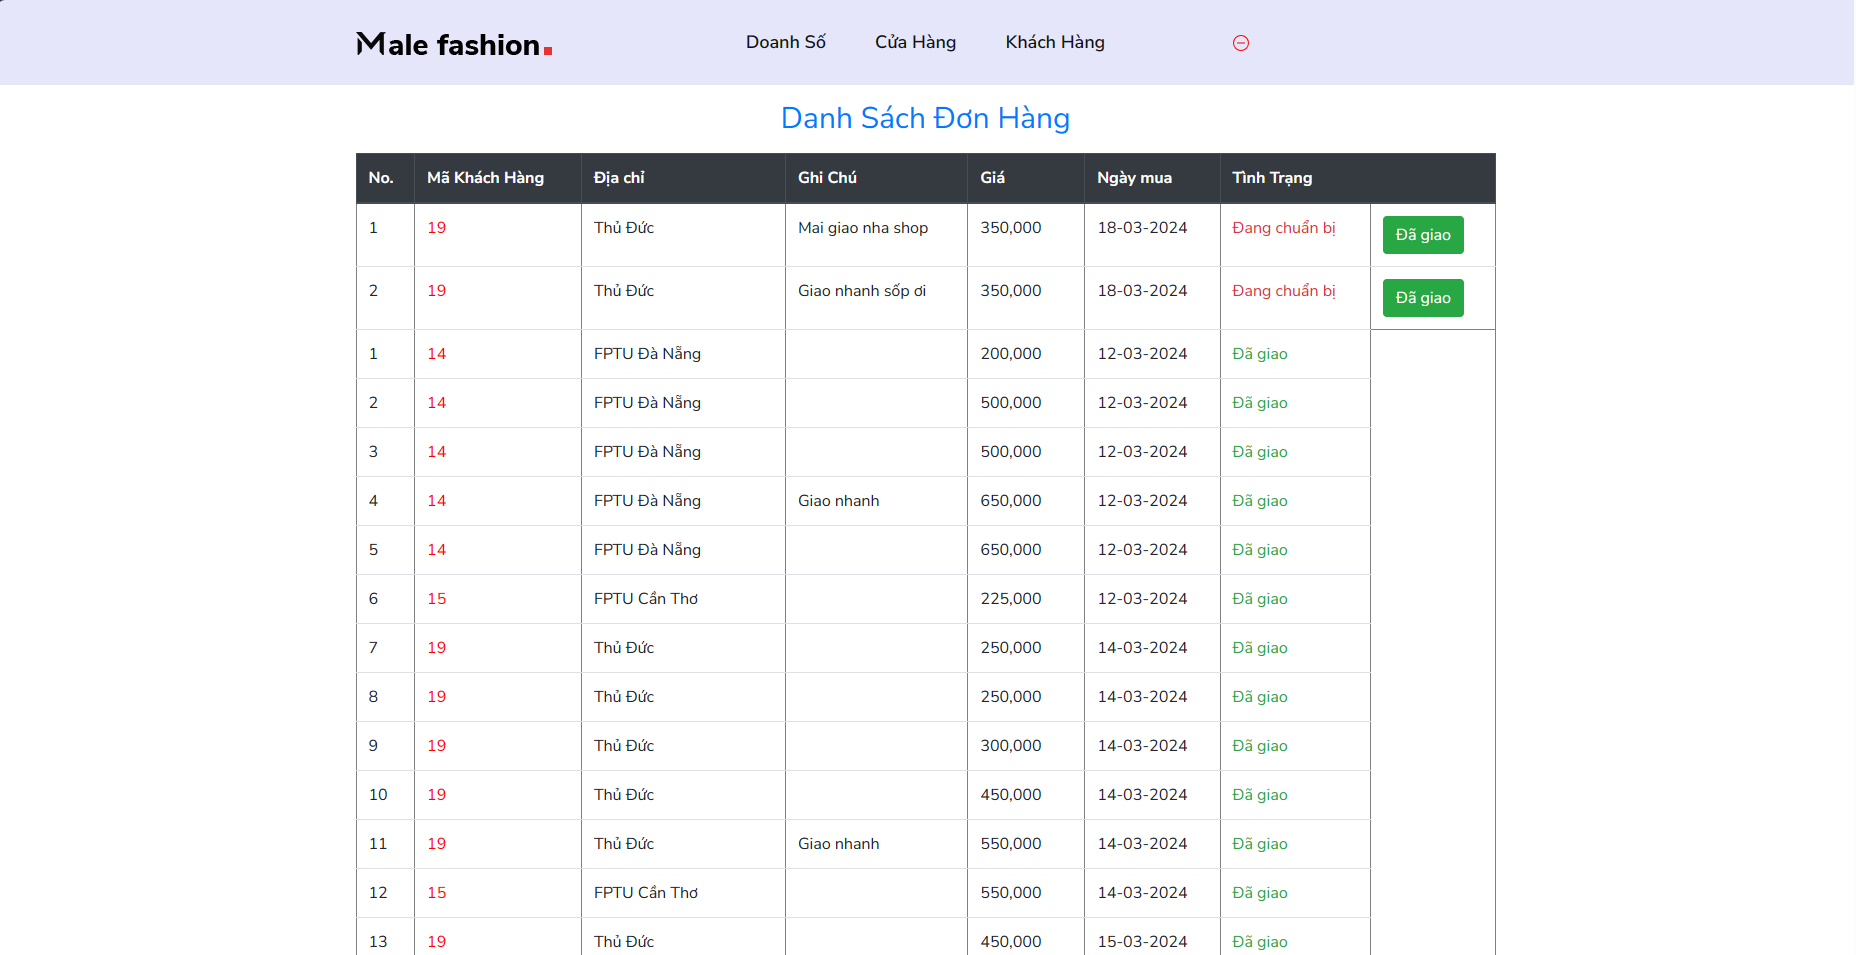 Male fashion. Doanh Số Cửa Hàng Khách Hàng
Danh Sách Đơn Hàng
No. Mã Khách Hàng Địa chỉ Ghi Chú Giá Ngày mua Tình Trạng
1 19 Thủ Đức Mai giao nha shop 350,000 18-03-2024 Đang chuẩn bị Đã giao
2 19 Thủ Đức Giao nhanh sốp ơi 350,000 18-03-2024 Đang chuẩn bị Đã giao
1 14 FPTU Đà Nẵng 200,000 12-03-2024 Đã giao
2 14 FPTU Đà Nẵng 500,000 12-03-2024 Đã giao
3 14 FPTU Đà Nẵng 500,000 12-03-2024 Đã giao
4 14 FPTU Đà Nẵng Giao nhanh 650,000 12-03-2024 Đã giao
5 14 FPTU Đà Nẵng 650,000 12-03-2024 Đã giao
6 15 FPTU Cần Thơ 225,000 12-03-2024 Đã giao
7 19 Thủ Đức 250,000 14-03-2024 Đã giao
8 19 Thủ Đức 250,000 14-03-2024 Đã giao
9 19 Thủ Đức 300,000 14-03-2024 Đã giao
10 19 Thủ Đức 450,000 14-03-2024 Đã giao
11 19 Thủ Đức Giao nhanh 550,000 14-03-2024 Đã giao
12 15 FPTU Cần Thơ 550,000 14-03-2024 Đã giao
13 19 Thủ Đức 450,000 15-03-2024 Đã giao